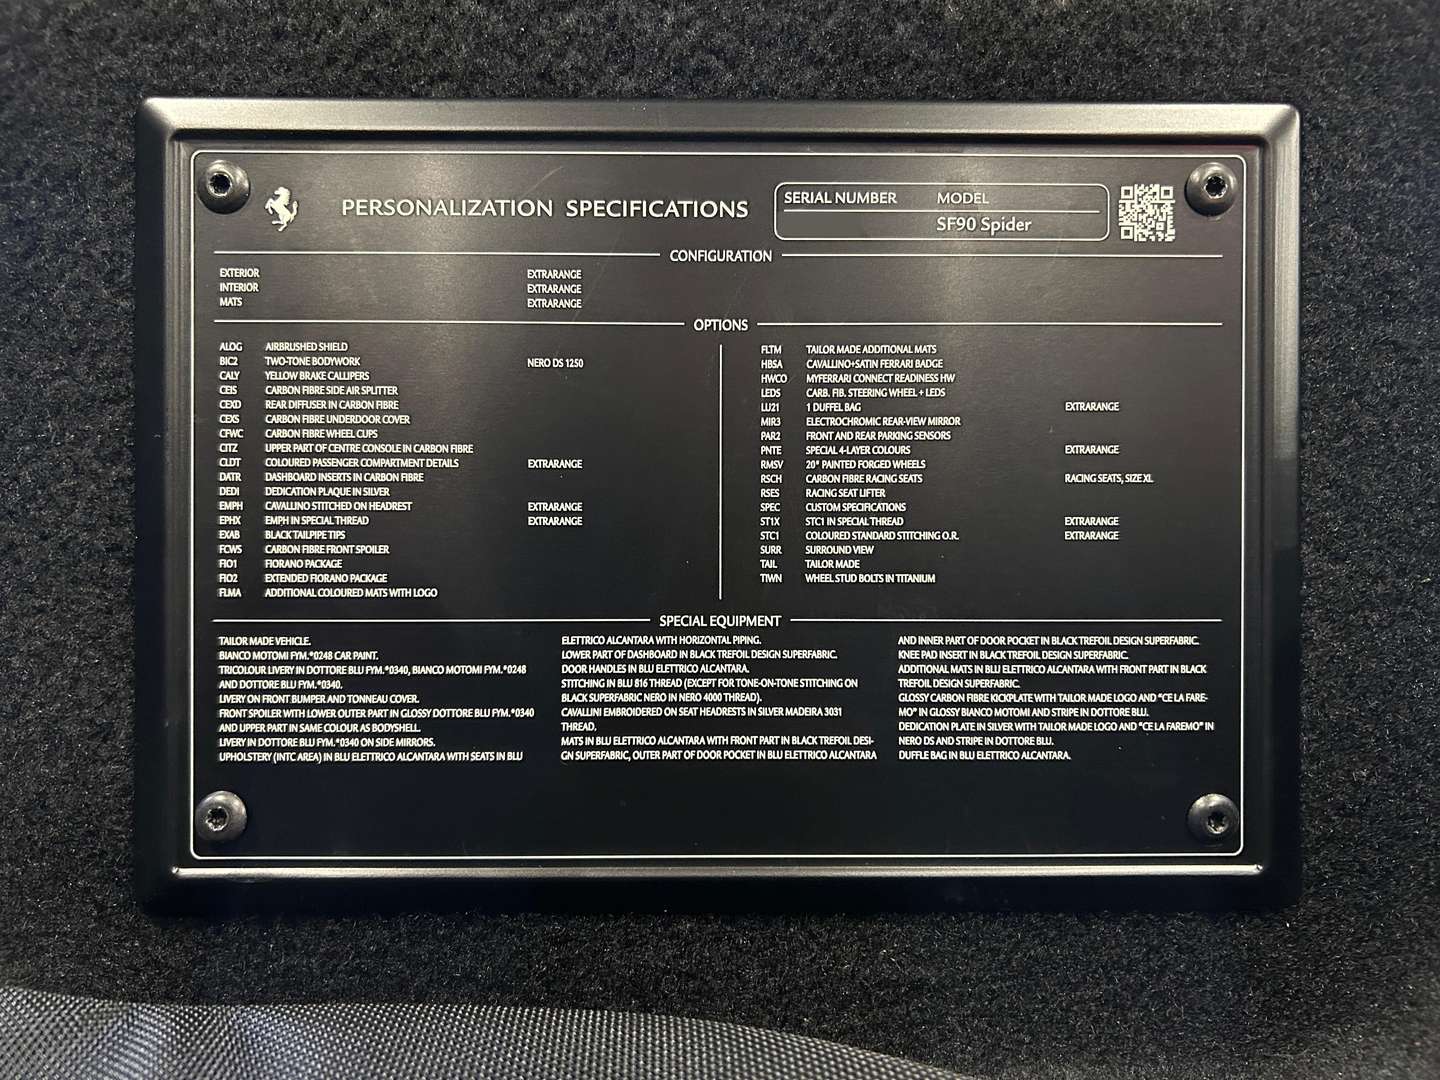 PERSONALIZATION SPECIFICATIONS
SERIAL NUMBER MODEL
SF90 Spider
CONFIGURATION
EXTERIOR EXTRARANGE
INTERIOR EXTRARANGE
MATS EXTRARANGE
OPTIONS
ALOG AIRBRUSHED SHIELD
BIC2 TWO-TONE BODYWORK NERO DS 1250
CALY YELLOW BRAKE CALLIPERS
CEIS CARBON FIBRE SIDE AIR SPLITTER
CEXD REAR DIFFUSER IN CARBON FIBRE
CEXS CARBON FIBRE UNDERDOOR COVER
CFWC CARBON FIBRE WHEEL CUPS
CITZ UPPER PART OF CENTRE CONSOLE IN CARBON FIBRE
CLDT COLOURED PASSENGER COMPARTMENT DETAILS EXTRARANGE
DATR DASHBOARD INSERTS IN CARBON FIBRE
DEDI DEDICATION PLAQUE IN SILVER
EMPH CAVALLINO STITCHED ON HEADREST EXTRARANGE
EPHX EMPH IN SPECIAL THREAD EXTRARANGE
EXAB BLACK TAILPIPE TIPS
FCWS CARBON FIBRE FRONT SPOILER
FIO1 FIORANO PACKAGE
FIO2 EXTENDED FIORANO PACKAGE
FLMA ADDITIONAL COLOURED MATS WITH LOGO
FLTM TAILOR MADE ADDITIONAL MATS
HBSA CAVALLINO+SATIN FERRARI BADGE
HWCO MYFERRARI CONNECT READINESS HW
LEDS CARB. FIB. STEERING WHEEL + LEDS
LU21 1 DUFFEL BAG EXTRARANGE
MIR3 ELECTROCHROMIC REAR-VIEW MIRROR
PAR2 FRONT AND REAR PARKING SENSORS
PNTE SPECIAL 4-LAYER COLOURS EXTRARANGE
RMSV 20" PAINTED FORGED WHEELS
RSCH CARBON FIBRE RACING SEATS RACING SEATS, SIZE XL
RSES RACING SEAT LIFTER
SPEC CUSTOM SPECIFICATIONS
ST1X STC1 IN SPECIAL THREAD EXTRARANGE
STC1 COLOURED STANDARD STITCHING O.R. EXTRARANGE
SURR SURROUND VIEW
TAIL TAILOR MADE
TIWN WHEEL STUD BOLTS IN TITANIUM
SPECIAL EQUIPMENT
TAILOR MADE VEHICLE.
BIANCO MOTOMI FYM.*0248 CAR PAINT.
TRICOLOUR LIVERY IN DOTTORE BLU FYM.*0340, BIANCO MOTOMI FYM.*0248
AND DOTTORE BLU FYM.*0340.
LIVERY ON FRONT BUMPER AND TONNEAU COVER.
FRONT SPOILER WITH LOWER OUTER PART IN GLOSSY DOTTORE BLU FYM.*0340
AND UPPER PART IN SAME COLOUR AS BODYSHELL.
LIVERY IN DOTTORE BLU FYM.*0340 ON SIDE MIRRORS.
UPHOLSTERY (INTC AREA) IN BLU ELETTRICO ALCANTARA WITH SEATS IN BLU
ELETTRICO ALCANTARA WITH HORIZONTAL PIPING.
LOWER PART OF DASHBOARD IN BLACK TREFOIL DESIGN SUPERFABRIC.
DOOR HANDLES IN BLU ELETTRICO ALCANTARA.
STITCHING IN BLU 816 THREAD (EXCEPT FOR TONE-ON-TONE STITCHING ON
BLACK SUPERFABRIC NERO IN NERO 4000 THREAD).
CAVALLINI EMBROIDERED ON SEAT HEADRESTS IN SILVER MADEIRA 3031
THREAD.
MATS IN BLU ELETTRICO ALCANTARA WITH FRONT PART IN BLACK TREFOIL DESI-
GN SUPERFABRIC, OUTER PART OF DOOR POCKET IN BLU ELETTRICO ALCANTARA
AND INNER PART OF DOOR POCKET IN BLACK TREFOIL DESIGN SUPERFABRIC.
KNEE PAD INSERT IN BLACK TREFOIL DESIGN SUPERFABRIC.
ADDITIONAL MATS IN BLU ELETTRICO ALCANTARA WITH FRONT PART IN BLACK
TREFOIL DESIGN SUPERFABRIC.
GLOSSY CARBON FIBRE KICKPLATE WITH TAILOR MADE LOGO AND "CE LA FARE-
MO" IN GLOSSY BIANCO MOTOMI AND STRIPE IN DOTTORE BLU.
DEDICATION PLATE IN SILVER WITH TAILOR MADE LOGO AND "CE LA FAREMO" IN
NERO DS AND STRIPE IN DOTTORE BLU.
DUFFLE BAG IN BLU ELETTRICO ALCANTARA.